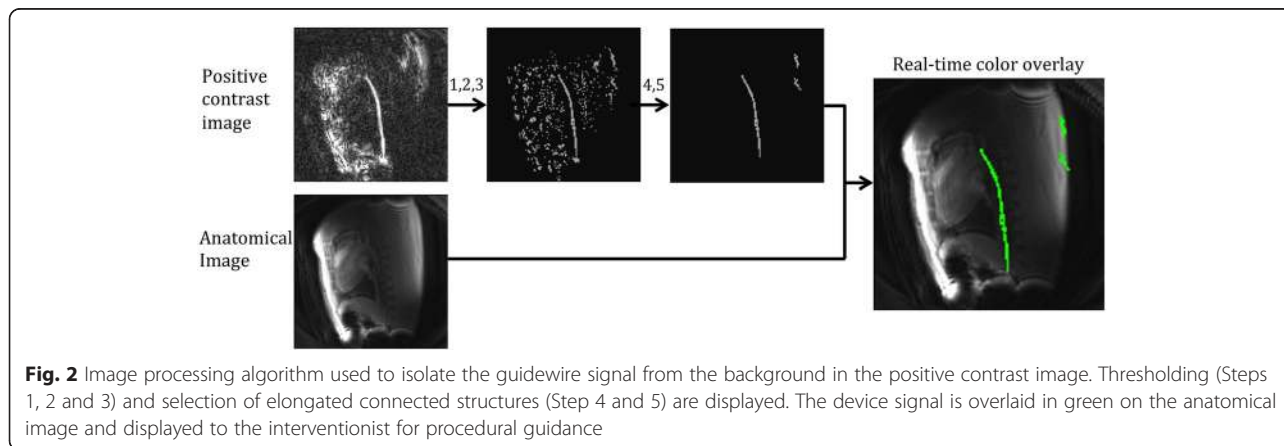 Positive
contrast
image
1,2,3
4,5
Real-time color overlay
Anatomical
Image
Fig. 2 Image processing algorithm used to isolate the guidewire signal from the background in the positive contrast image. Thresholding (Steps
1, 2 and 3) and selection of elongated connected structures (Step 4 and 5) are displayed. The device signal is overlaid in green on the anatomical
image and displayed to the interventionist for procedural guidance